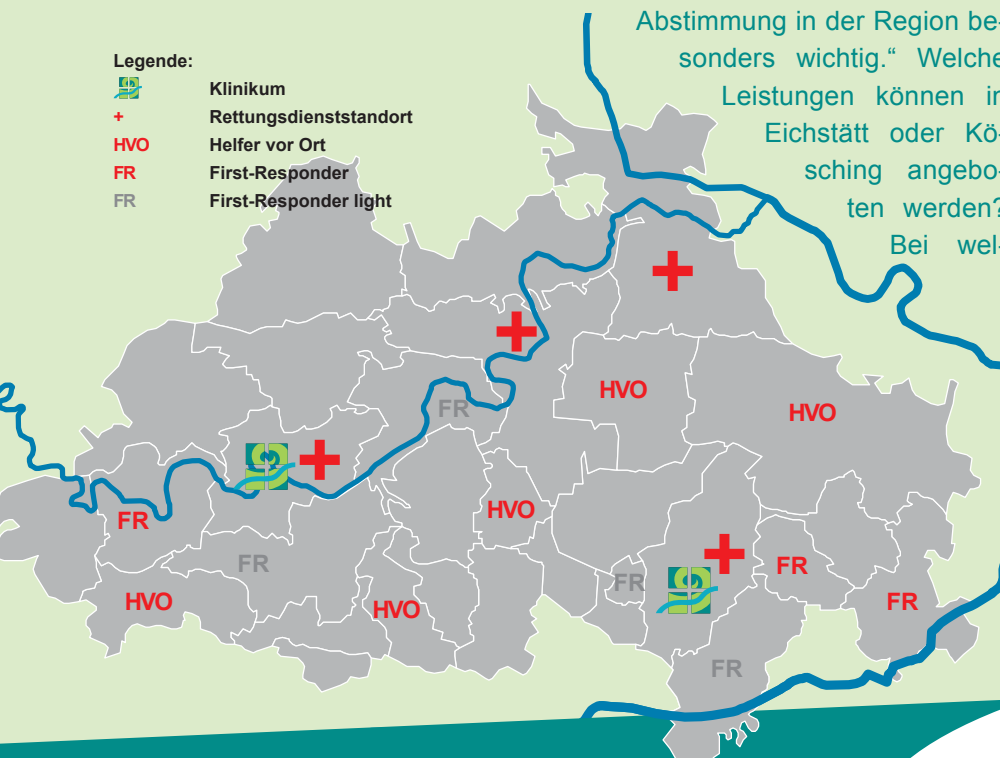 Abstimmung in der Region be-
sonders wichtig.“ Welche
Leistungen können in
Eichstätt oder Kö-
sching angebo-
ten werden?
Bei wel-
Legende:
Klinikum
+ Rettungsdienststandort
HVO Helfer vor Ort
FR First-Responder
FR First-Responder light
HVO
FR
HVO
HVO
FR
FR
FR
FR
HVO
HVO
FR
FR
FR